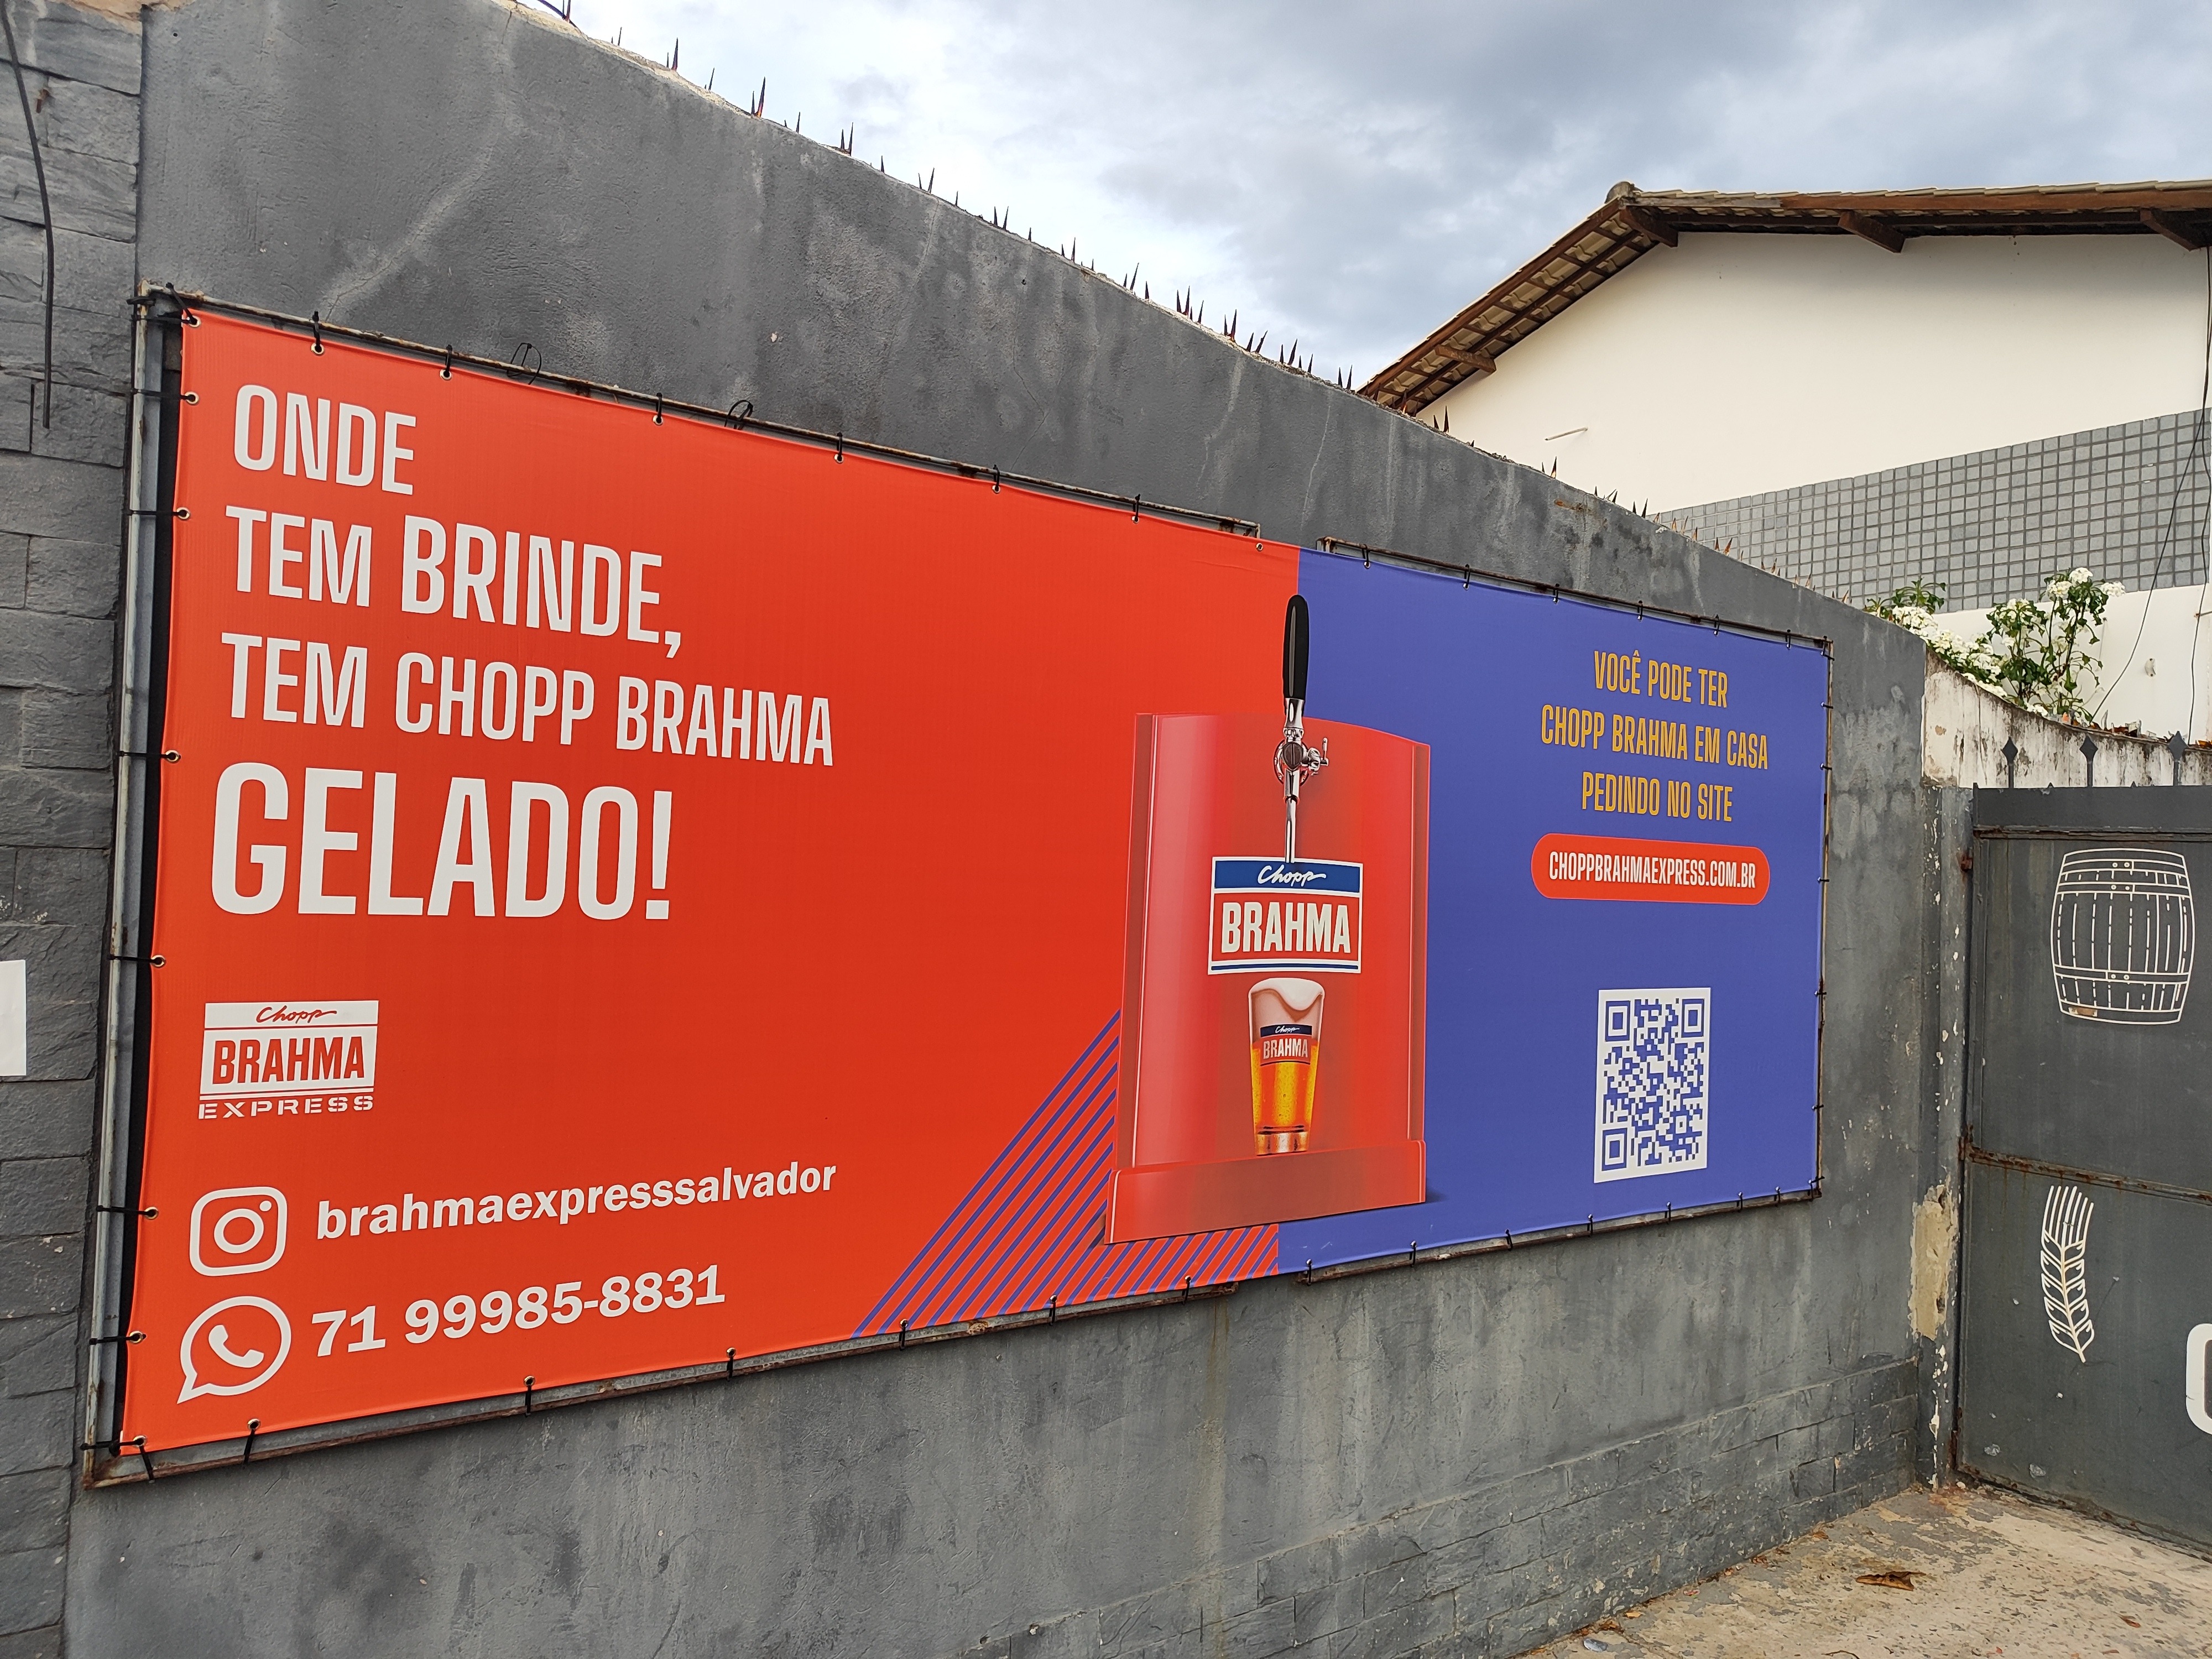 ONDE
TEM BRINDE,
TEM CHOPP BRAHMA
GELADO!
Chopp
BRAHMA
EXPRESS
brahmaexpresssalvador
71 99985-8831
Chopp
BRAHMA
Chopp
BRAHMA
VOCÊ PODE TER
CHOPP BRAHMA EM CASA
PEDINDO NO SITE
CHOPPBRAHMAEXPRESS.COM.BR